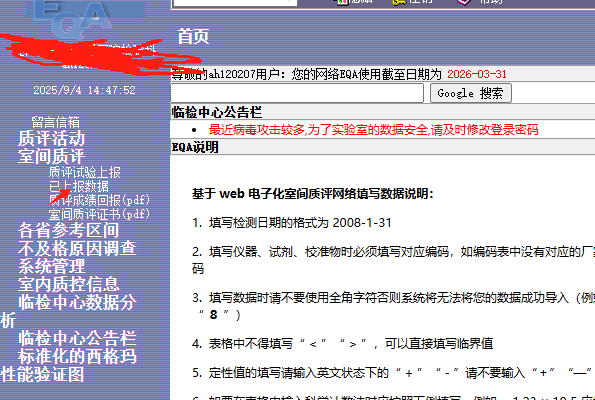 EQA
首页
尊敬的ah120207用户：您的网络EQA使用截至日期为 2026-03-31
2025/9/4 14:47:52
Google 搜索
留言信箱
质评活动
室间质评
质评试验上报
已上报数据
质评成绩回报(pdf)
室间质评证书(pdf)
各省参考区间
不及格原因调查
系统管理
室内质控信息
临检中心数据分
析
临检中心公告栏
标准化的西格玛
性能验证图
临检中心公告栏
• 最近病毒攻击较多,为了实验室的数据安全,请及时修改登录密码
EQA说明
基于 web 电子化室间质评网络填写数据说明：
1. 填写检测日期的格式为 2008-1-31
2. 填写仪器、试剂、校准物时必须填写对应编码，如编码表中没有对应的厂
码
3. 填写数据时请不要使用全角字符否则系统将无法将您的数据成功导入（例
“ 8 ”）
4. 表格中不得填写“ < ” “ > ”，可以直接填写临界值
5. 定性值的填写请输入英文状态下的“ + ” “ - ”请不要输入“ + ” “—”